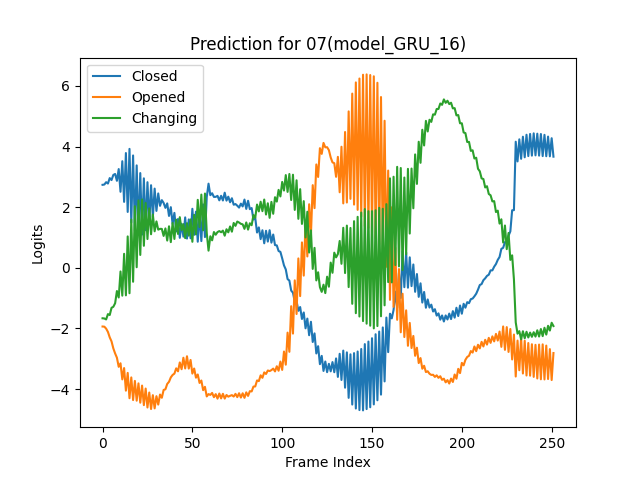 Prediction for 07(model_GRU_16)
Closed
Opened
Changing
Logits
6
4
2
0
−2
−4
0 50 100 150 200 250
Frame Index